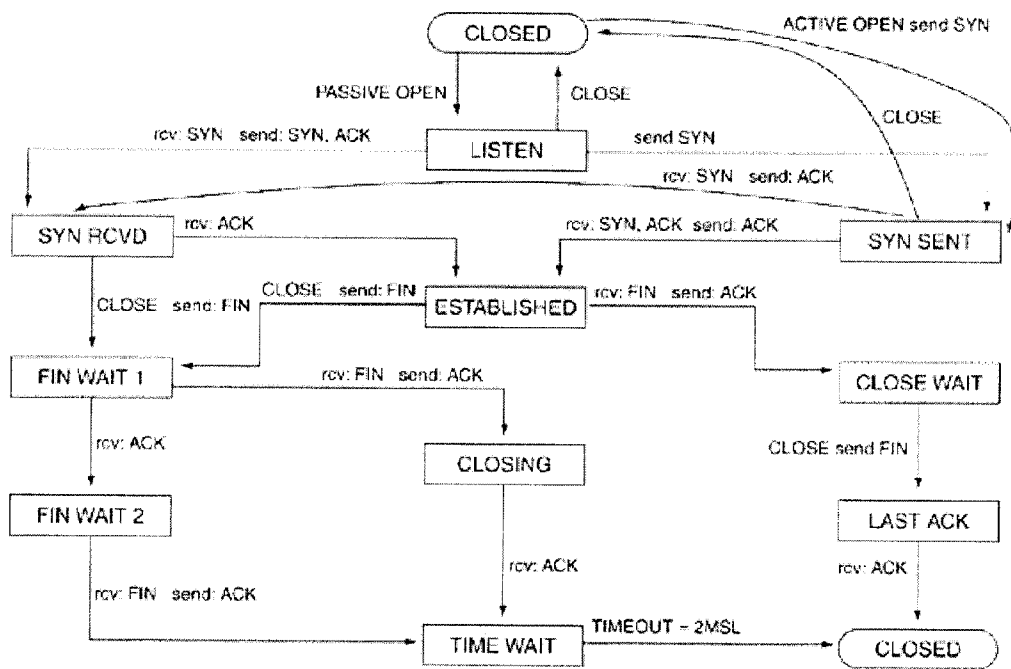 CLOSED
ACTIVE OPEN send SYN
PASSIVE OPEN
CLOSE
CLOSE
rcv: SYN send: SYN, ACK
LISTEN
send SYN
rcv: SYN send: ACK
SYN RCVD
rcv: ACK
rcv: SYN, ACK send: ACK
SYN SENT
CLOSE send: FIN
CLOSE send: FIN
ESTABLISHED
rcv: FIN send: ACK
FIN WAIT 1
rcv: FIN send: ACK
CLOSE WAIT
rcv: ACK
CLOSING
CLOSE send FIN
FIN WAIT 2
LAST ACK
rcv: FIN send: ACK
rcv: ACK
rcv: ACK
TIME WAIT
TIMEOUT - 2MSL
CLOSED